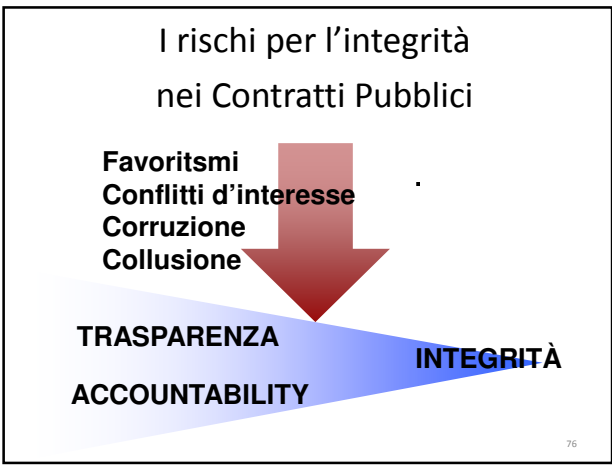 I rischi per l’integrità
nei Contratti Pubblici
Favoritsmi
Conflitti d’interesse
Corruzione
Collusione
TRASPARENZA
INTEGRITÀ
ACCOUNTABILITY
76